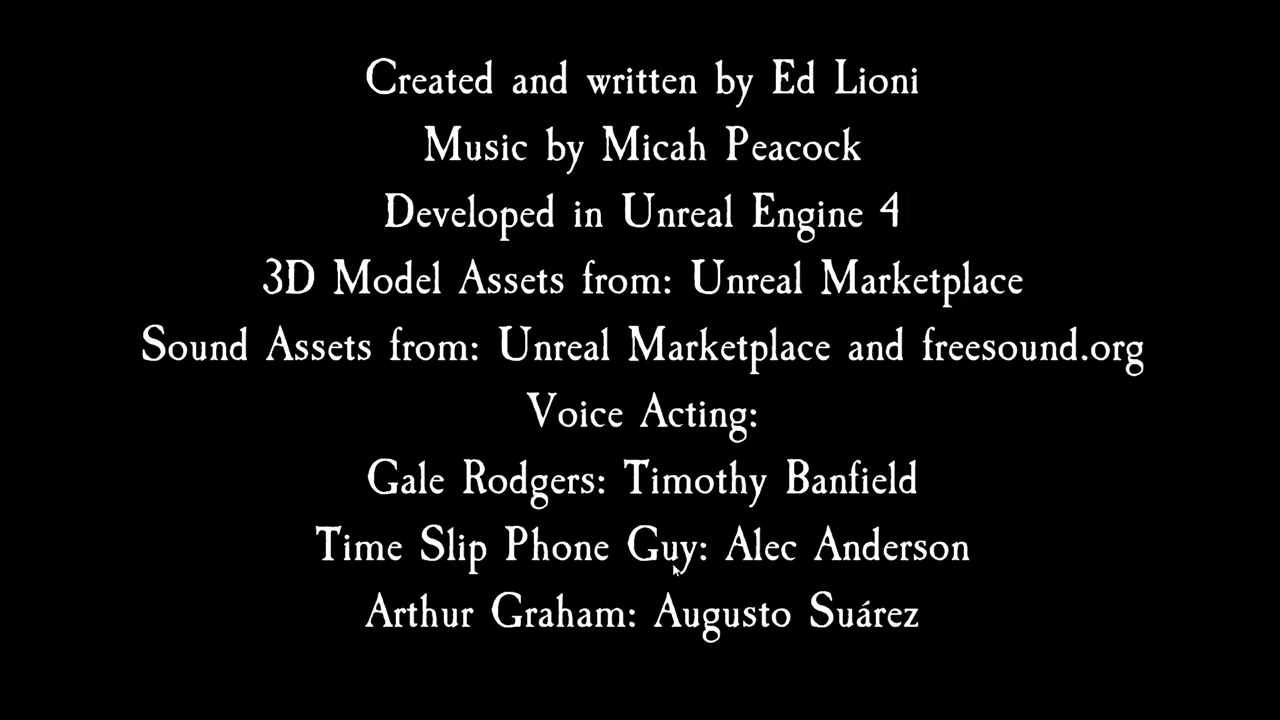 Created and written by Ed Lioni
Music by Micah Peacock
Developed in Unreal Engine 4
3D Model Assets from: Unreal Marketplace
Sound Assets from: Unreal Marketplace and freesound.org
Voice Acting:
Gale Rodgers: Timothy Banfield
Time Slip Phone Guy: Alec Anderson
Arthur Graham: Augusto Suárez